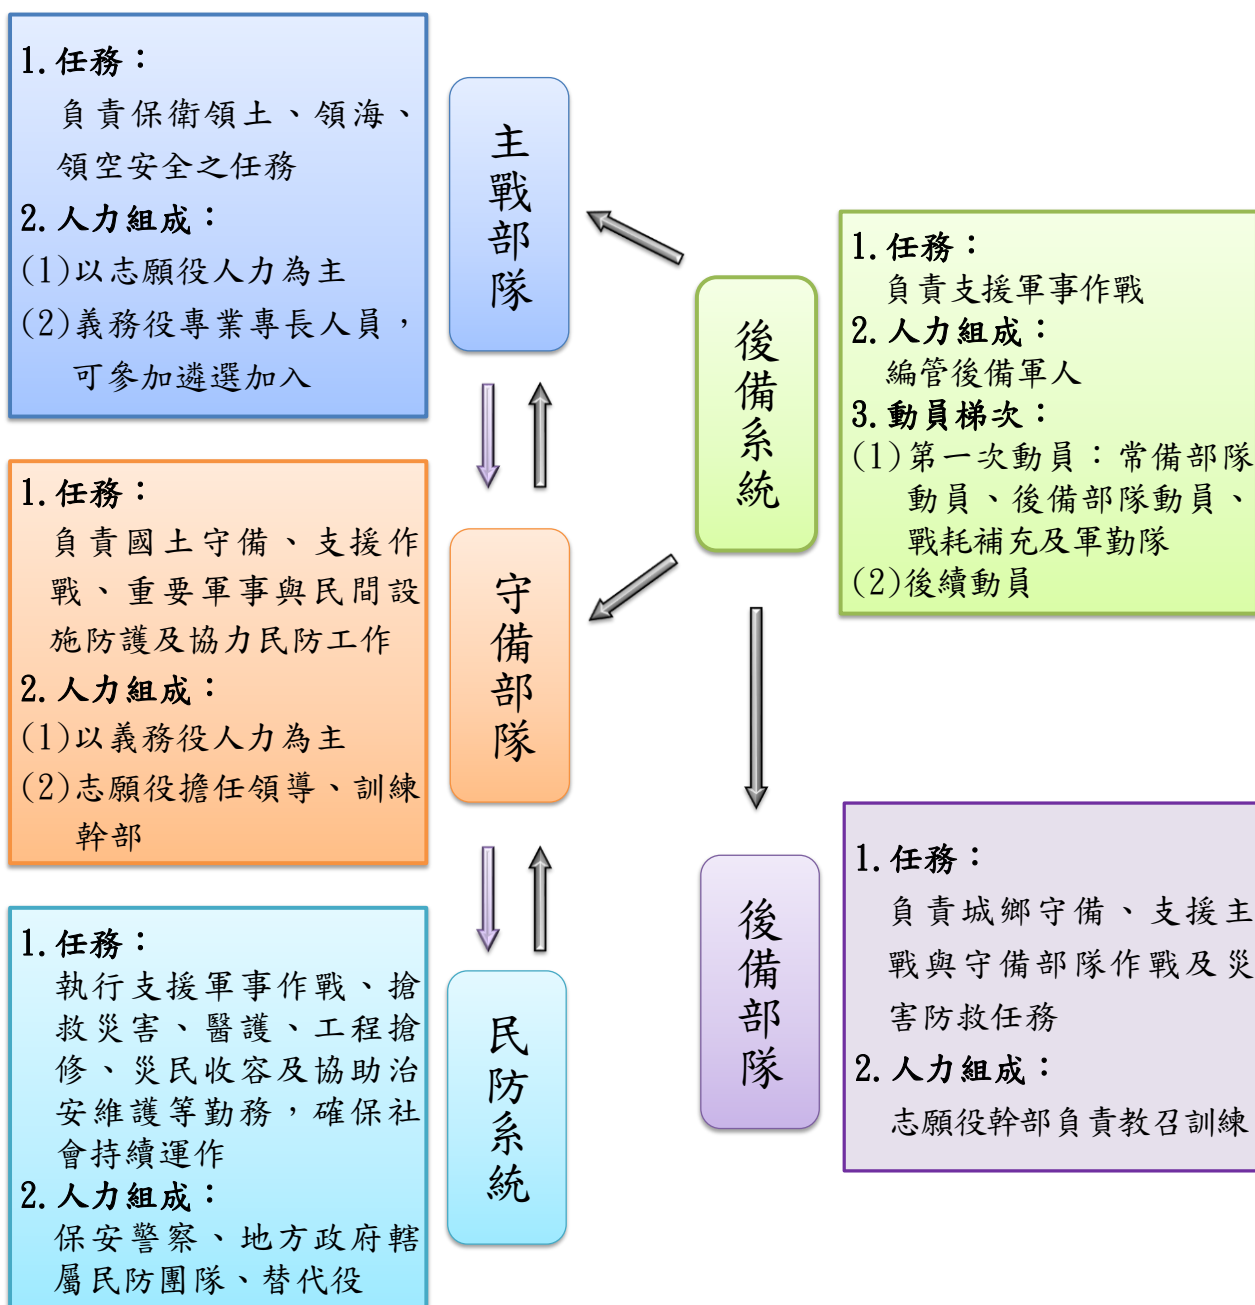 1.任務：
負責保衛領土、領海、
領空安全之任務
2.人力組成：
(1)以志願役人力為主
(2)義務役專業專長人員，
可參加遴選加入
主戰部隊
1.任務：
負責國土守備、支援作
戰、重要軍事與民間設
施防護及協力民防工作
2.人力組成：
(1)以義務役人力為主
(2)志願役擔任領導、訓練
幹部
守備部隊
1.任務：
執行支援軍事作戰、搶
救災害、醫護、工程搶
修、災民收容及協助治
安維護等勤務，確保社
會持續運作
2.人力組成：
保安警察、地方政府轄
屬民防團隊、替代役
民防系統
後備系統
1.任務：
負責支援軍事作戰
2.人力組成：
編管後備軍人
3.動員梯次：
(1)第一次動員：常備部隊
動員、後備部隊動員、
戰耗補充及軍勤隊
(2)後續動員
後備部隊
1.任務：
負責城鄉守備、支援主
戰與守備部隊作戰及災
害防救任務
2.人力組成：
志願役幹部負責教召訓練